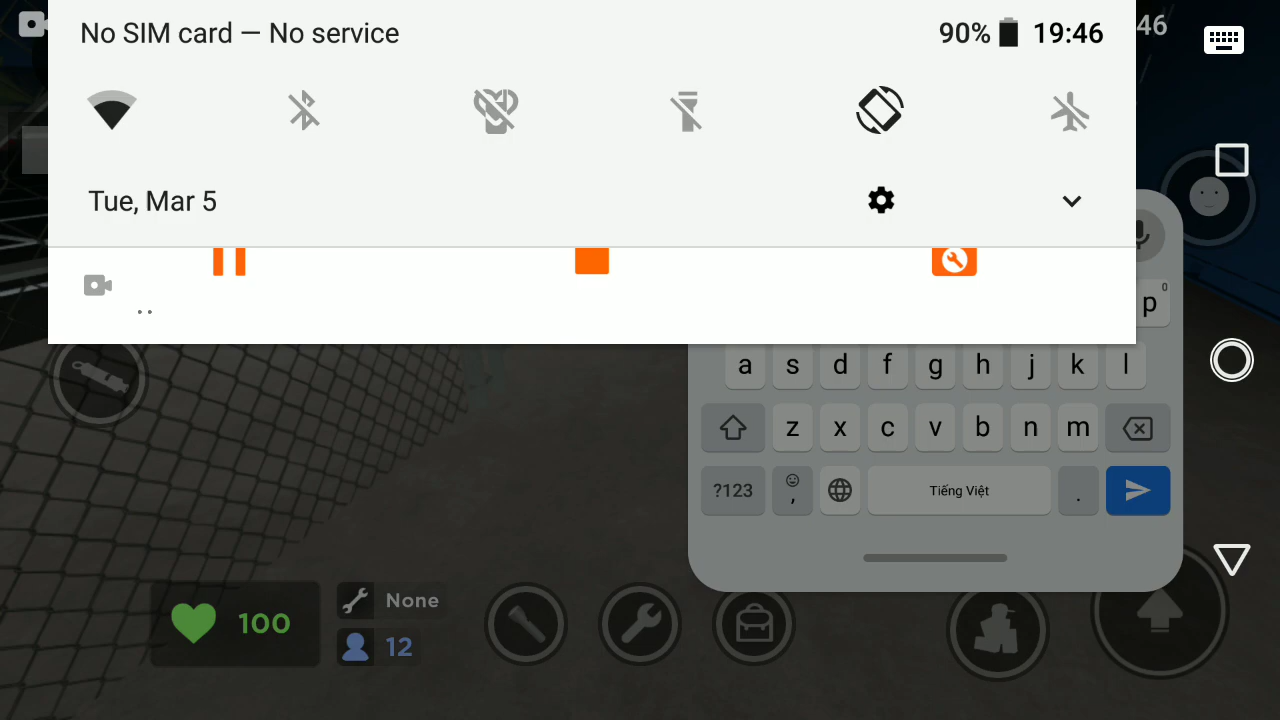 No SIM card — No service
90% 19:46
46
Tue, Mar 5
0
p
a s d f g h j k l
z x c v b n m
?123 , Tiếng Việt .
100
None
12